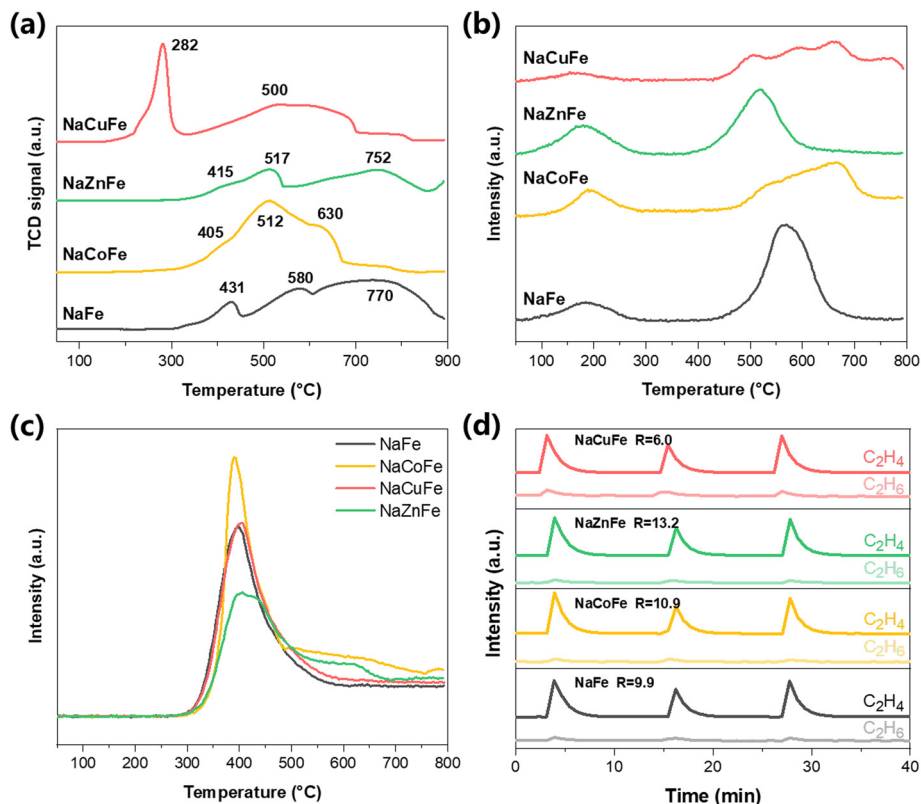 (a)
282
500
NaCuFe
415
517
752
NaZnFe
405
512
630
NaCoFe
431
580
770
NaFe
TCD signal (a.u.)
100 300 500 700 900
Temperature (°C)
(b)
NaCuFe
NaZnFe
NaCoFe
NaFe
Intensity (a.u.)
100 200 300 400 500 600 700 800
Temperature (°C)
(c)
NaFe
NaCoFe
NaCuFe
NaZnFe
Intensity (a.u.)
100 200 300 400 500 600 700 800
Temperature (°C)
(d)
NaCuFe R=6.0
C₂H₄
C₂H₆
NaZnFe R=13.2
C₂H₄
C₂H₆
NaCoFe R=10.9
C₂H₄
C₂H₆
NaFe R=9.9
C₂H₄
C₂H₆
Intensity (a.u.)
0 10 20 30 40
Time (min)